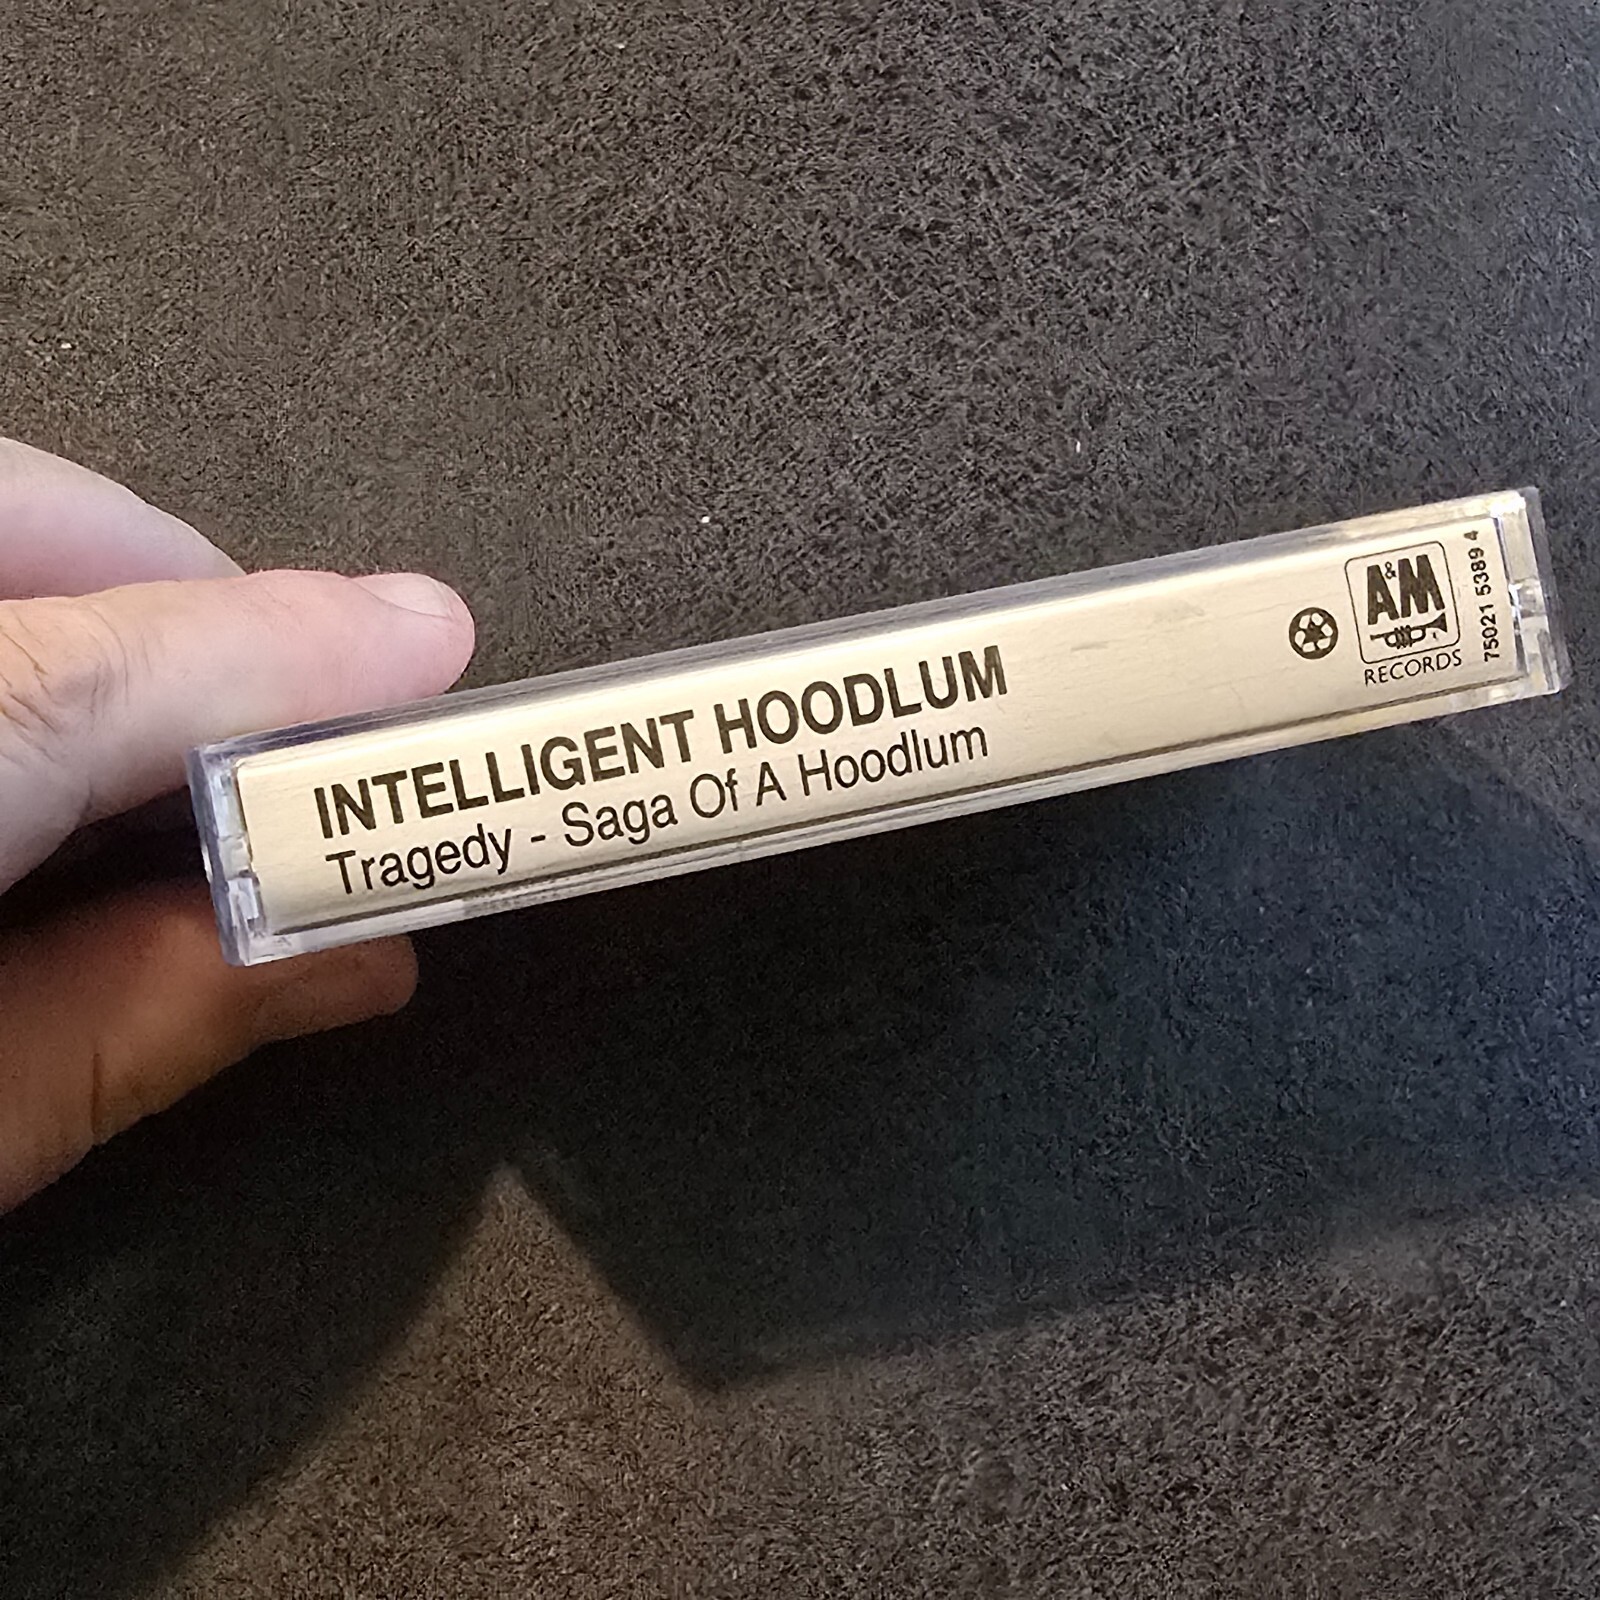 INTELLIGENT HOODLUM
Tragedy - Saga Of A Hoodlum
A&M
RECORDS
75021 5389 4